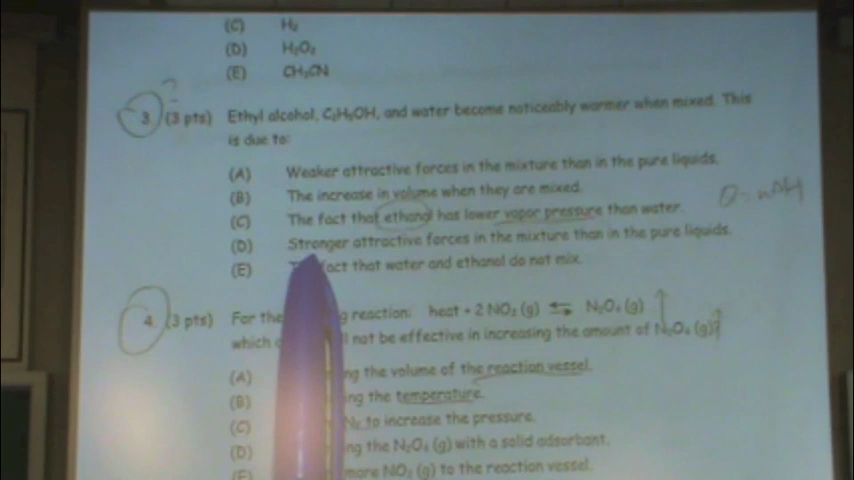 (C) H₂
(D) H₂O₂
(E) CH₃CN
3. (3 pts) Ethyl alcohol, C₂H₅OH, and water become noticeably warmer when mixed. This
is due to:
(A) Weaker attractive forces in the mixture than in the pure liquids.
(B) The increase in volume when they are mixed.
(C) The fact that ethanol has lower vapor pressure than water.
(D) Stronger attractive forces in the mixture than in the pure liquids.
(E) fact that water and ethanol do not mix.
4. (3 pts) For the g reaction: heat + 2 NO₂ (g) ⇆ N₂O₄ (g)
which not be effective in increasing the amount of N₂O₄ (g)?
(A) ng the volume of the reaction vessel.
(B) ing the temperature.
(C) N₂ to increase the pressure.
(D) ng the N₂O₄ (g) with a solid adsorbant.
(E) more NO₂ (g) to the reaction vessel.